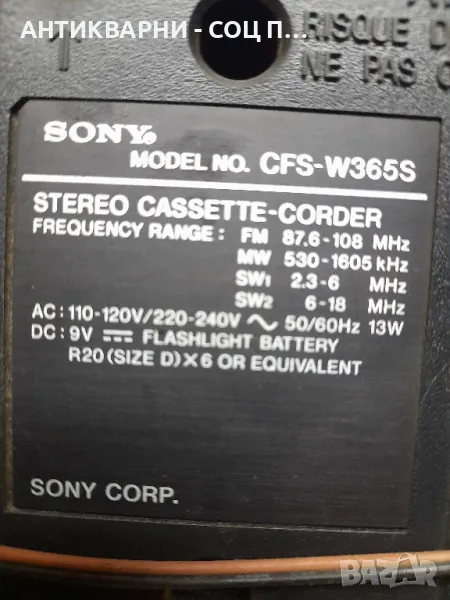 АНТИКВАРНИ - СОЦ П...
RISQUE D
NE PAS
SONY
MODEL NO. CFS-W365S
STEREO CASSETTE-CORDER
FREQUENCY RANGE: FM 87.6-108 MHz
MW 530-1605 kHz
SW1 2.3-6 MHz
SW2 6-18 MHz
AC: 110-120V/220-240V ~ 50/60Hz 13W
DC: 9V ⎓ FLASHLIGHT BATTERY
R20 (SIZE D) X 6 OR EQUIVALENT
SONY CORP.
BAZAR